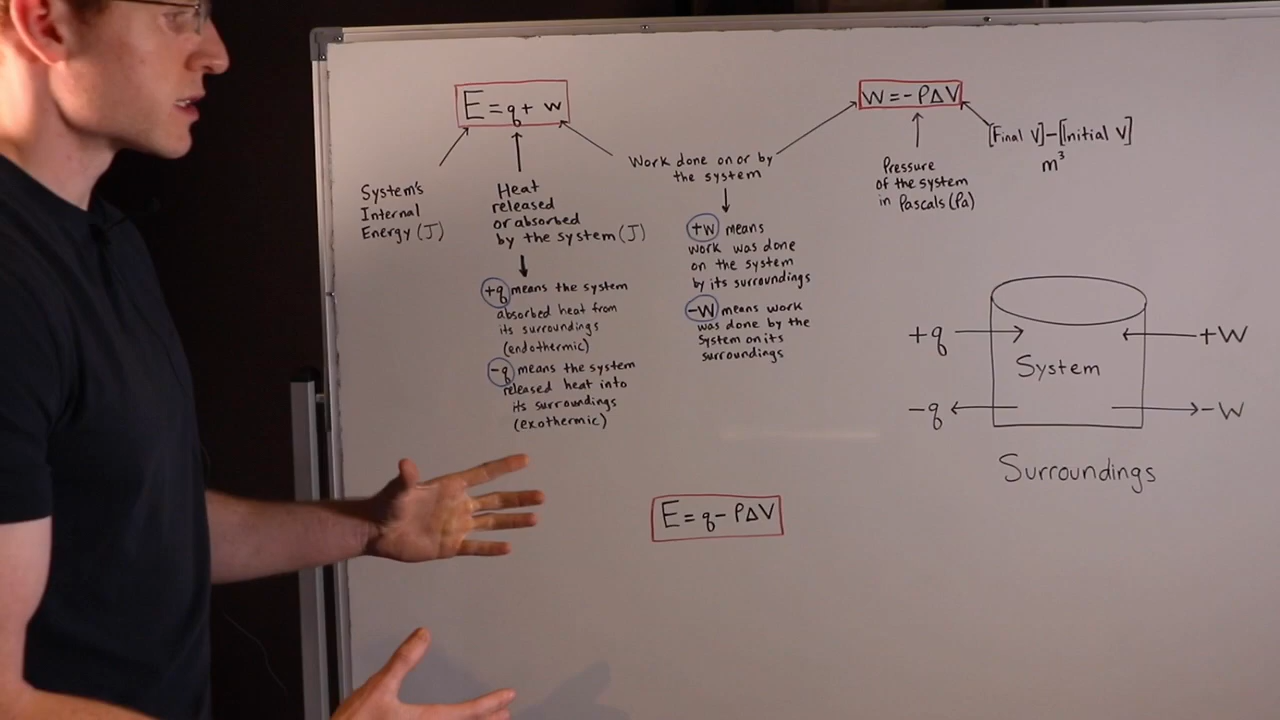 E = q + w
System's
Internal
Energy (J)
Heat
released
or absorbed
by the system (J)
+q means the system
absorbed heat from
its surroundings
(endothermic)
-q means the system
released heat into
its surroundings
(exothermic)
Work done on or by
the system
+w means
work was done
on the system
by its surroundings
-w means work
was done by the
system on its
surroundings
W = -PΔV
Pressure
of the system
in Pascals (Pa)
[Final V]-[Initial V]
m³
+q
+w
System
-q
-w
Surroundings
E = q - PΔV